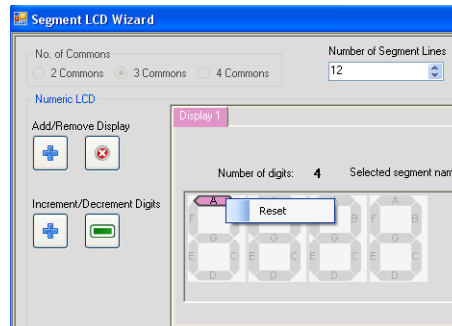 Segment LCD Wizard
No. of Commons
Number of Segment Lines
2 Commons 3 Commons 4 Commons
12
Numeric LCD
Add/Remove Display
Display 1
Number of digits: 4 Selected segment nam
Increment/Decrement Digits
A
Reset
A
F
B F B
G G G G
E C E C E C E C
D D D D